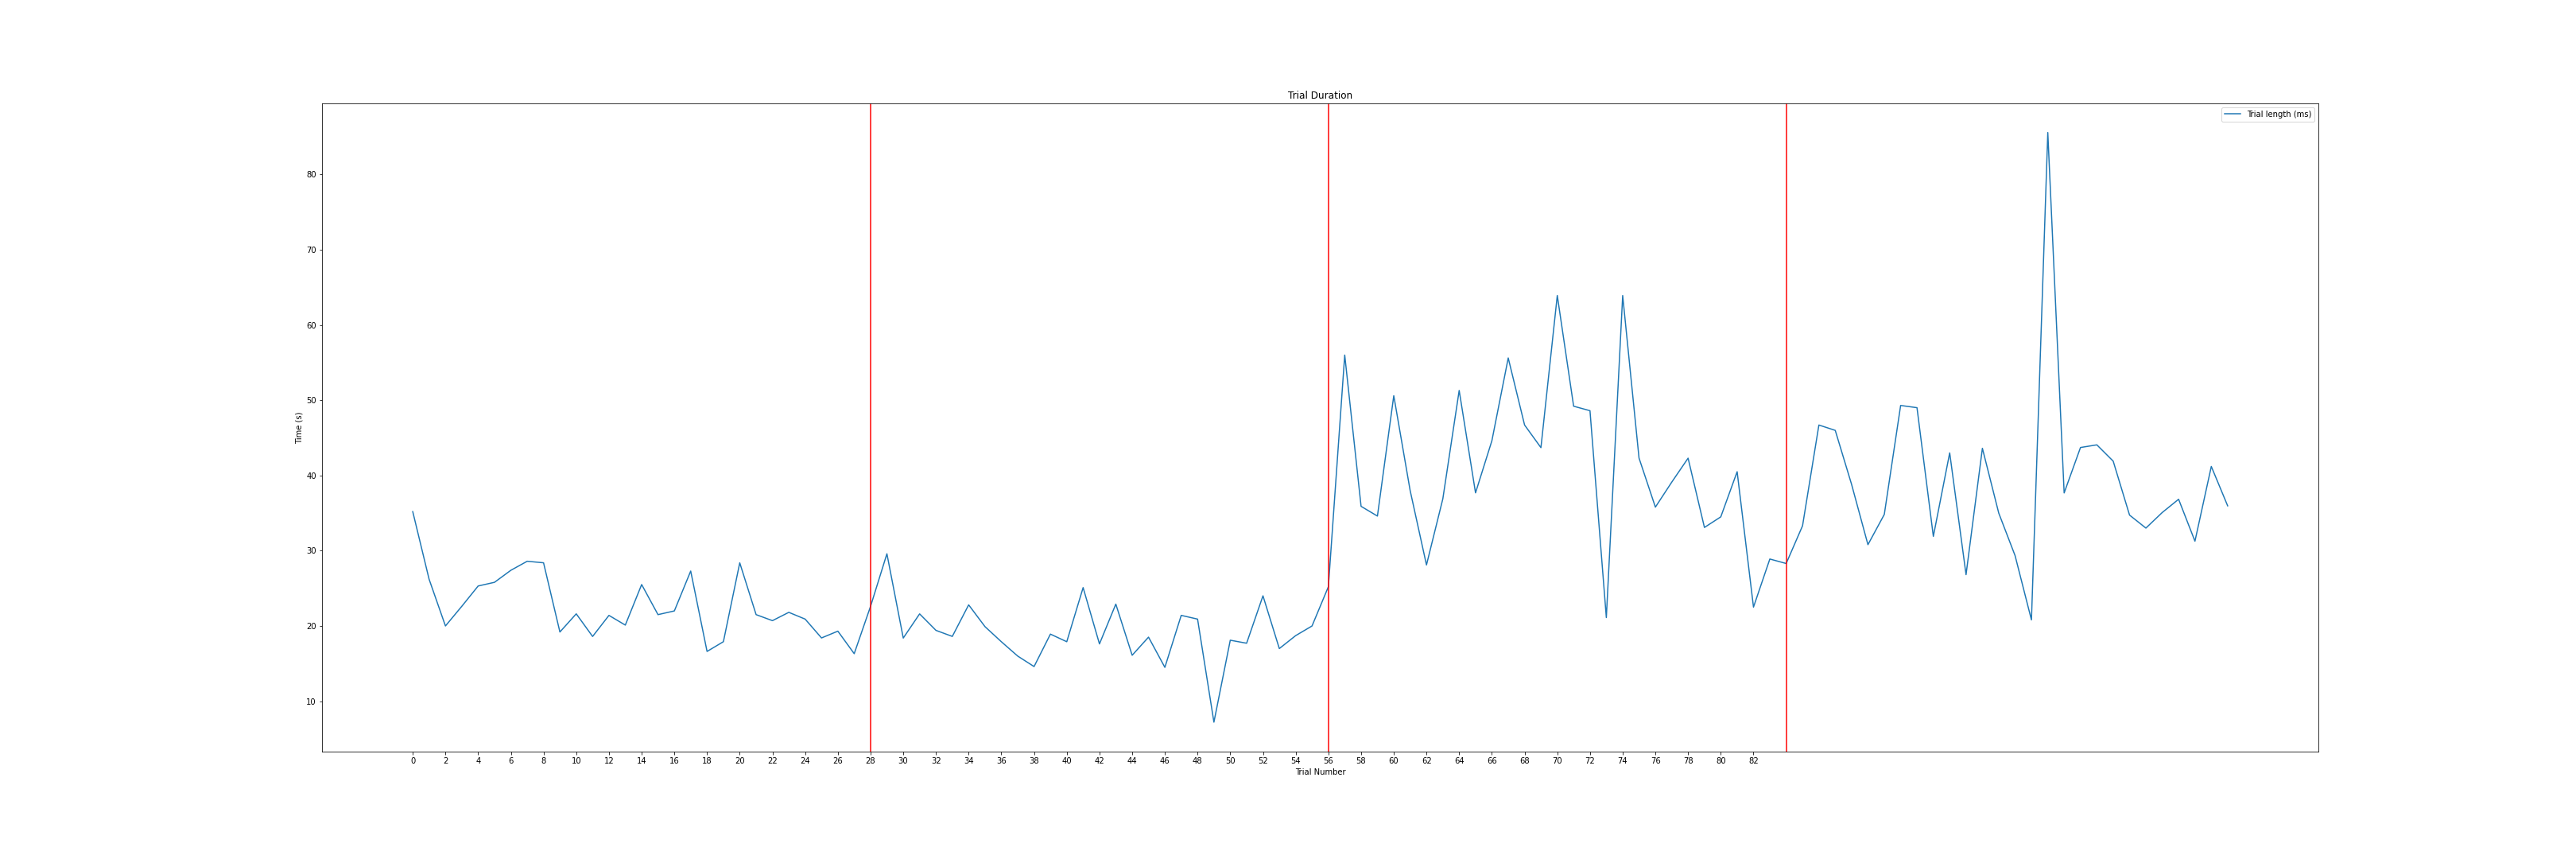 Trial Duration
Trial length (ms)
80
70
60
50
40
30
20
10
Time (s)
0 2 4 6 8 10 12 14 16 18 20 22 24 26 28 30 32 34 36 38 40 42 44 46 48 50 52 54 56 58 60 62 64 66 68 70 72 74 76 78 80 82
Trial Number